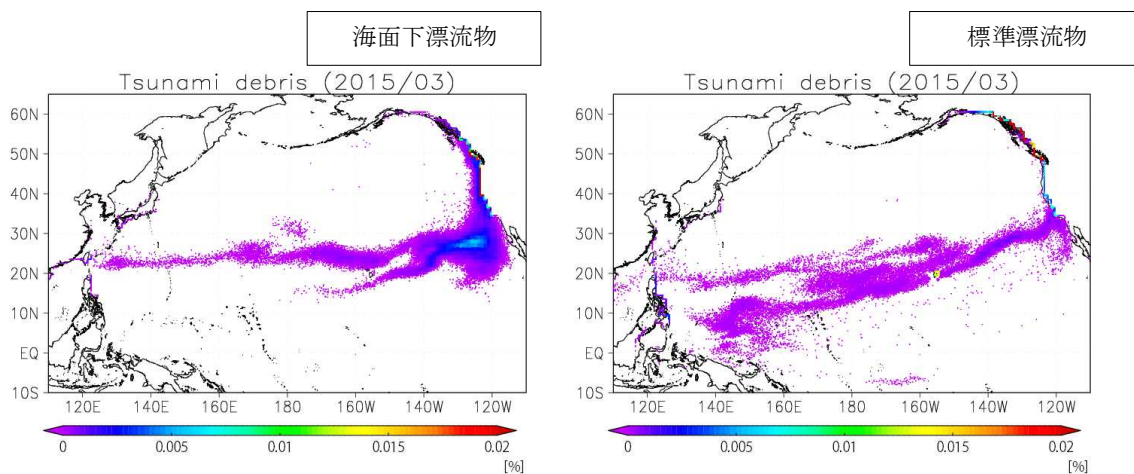 海面下漂流物
標準漂流物
Tsunami debris (2015/03)
60N
50N
40N
30N
20N
10N
EQ
10S
120E 140E 160E 180 160W 140W 120W
0 0.005 0.01 0.015 0.02
[%]
Tsunami debris (2015/03)
60N
50N
40N
30N
20N
10N
EQ
10S
120E 140E 160E 180 160W 140W 120W
0 0.005 0.01 0.015 0.02
[%]